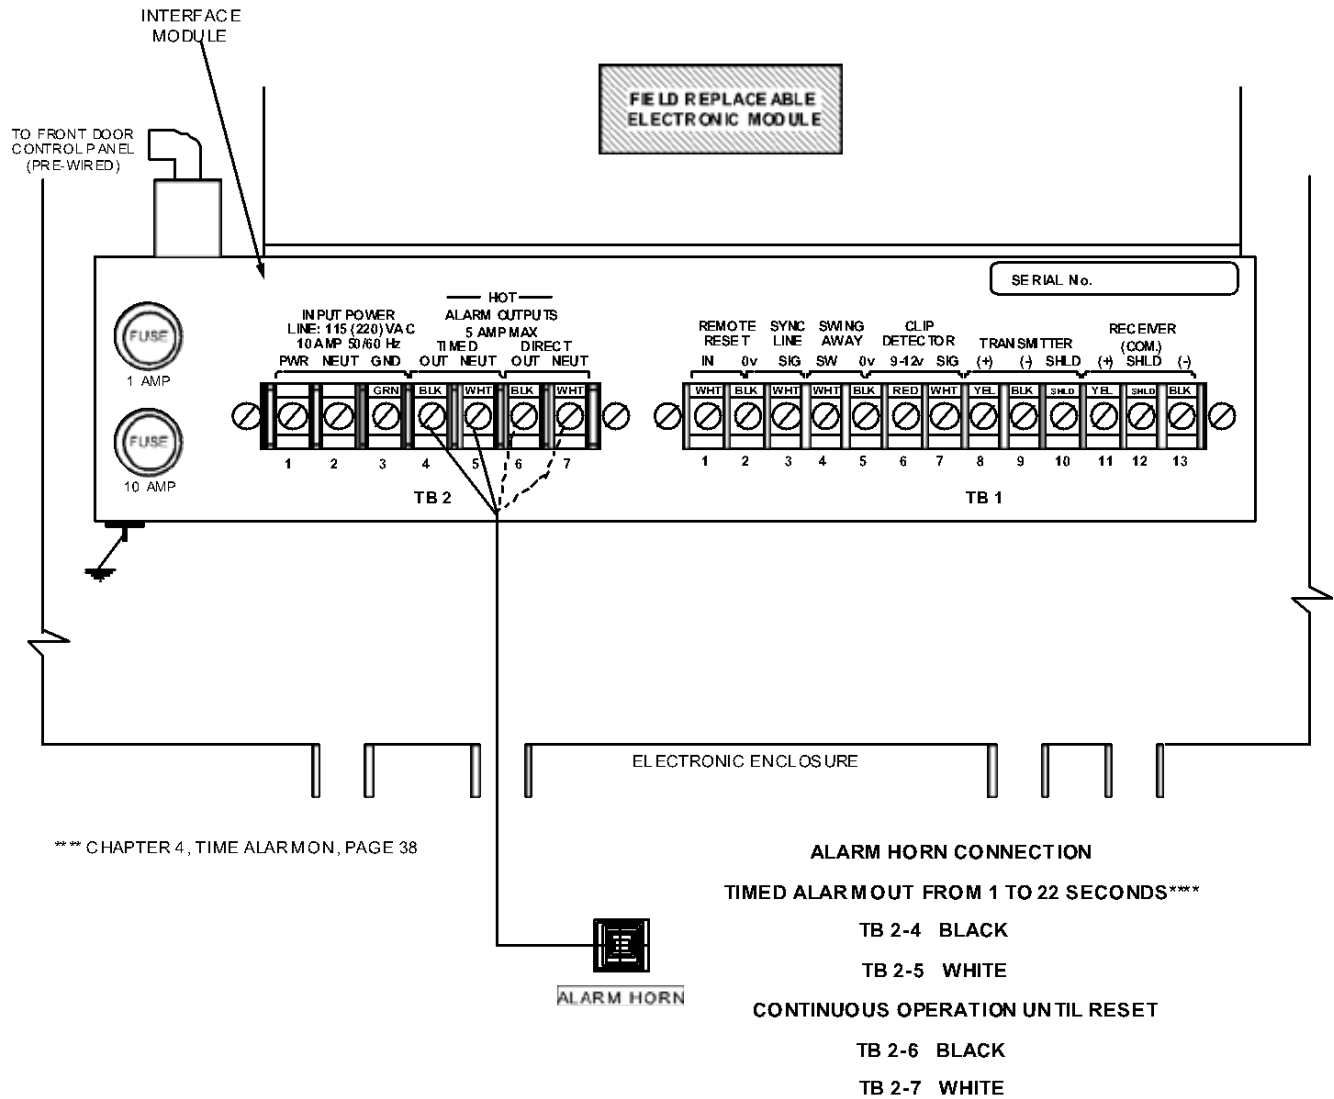 INTERFACE
MODULE
FIELD REPLACEABLE
ELECTRONIC MODULE
TO FRONT DOOR
CONTROL PANEL
(PRE-WIRED)
SERIAL No.
HOT
ALARM OUTPUTS
5 AMP MAX
INPUT POWER
LINE: 115 (220) VAC
10 AMP 50/60 Hz
TIMED DIRECT
PWR NEUT GND OUT NEUT OUT NEUT
REMOTE RESET
SYNC LINE
SWING AWAY
CLIP DETECTOR
TRANSMITTER
RECEIVER
(COM.)
IN 0v SIG SW 0v 9-12v SIG (+) (-) SHLD (+) SHLD (-)
FUSE
1 AMP
FUSE
10 AMP
GRN BLK WHT BLK WHT
1 2 3 4 5 6 7
TB 2
WHT BLK WHT WHT BLK RED WHT YEL BLK SHLD YEL SHLD BLK
1 2 3 4 5 6 7 8 9 10 11 12 13
TB 1
ELECTRONIC ENCLOSURE
**** CHAPTER 4, TIME ALARM ON, PAGE 38
ALARM HORN
ALARM HORN CONNECTION
TIMED ALARM OUT FROM 1 TO 22 SECONDS****
TB 2-4 BLACK
TB 2-5 WHITE
CONTINUOUS OPERATION UNTIL RESET
TB 2-6 BLACK
TB 2-7 WHITE